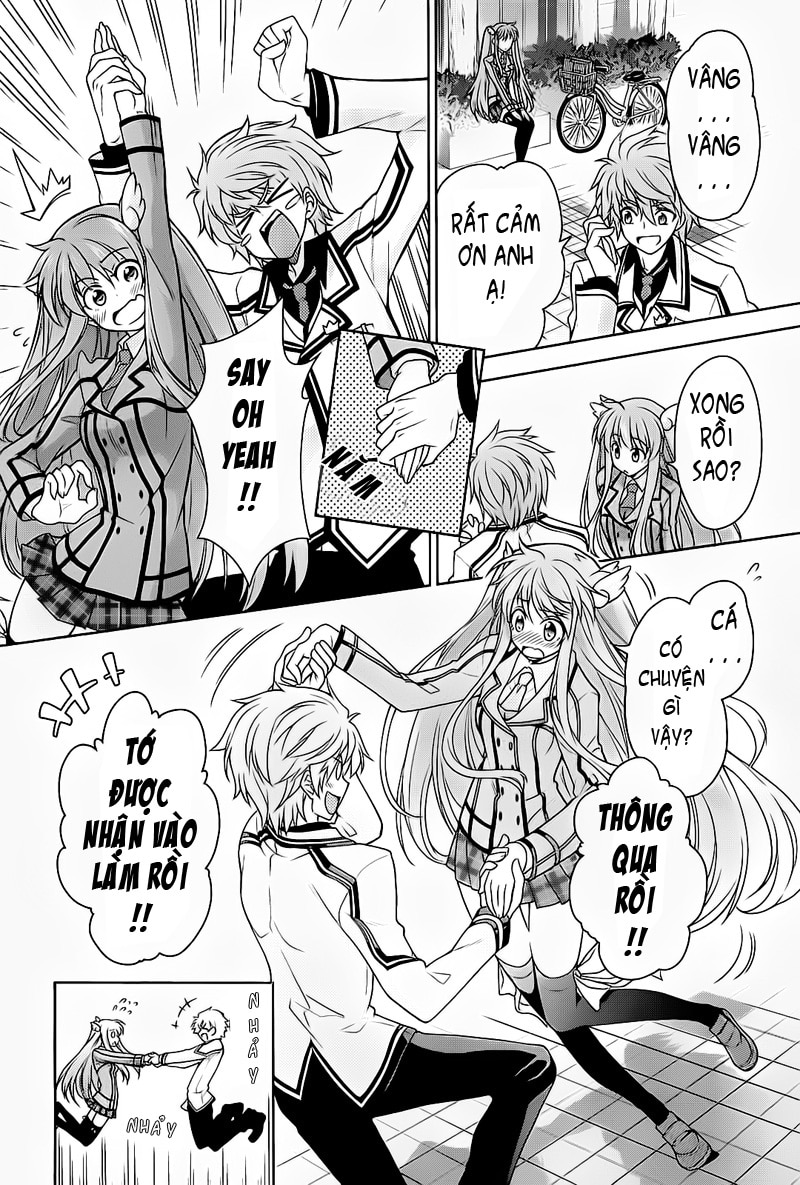 VÂNG
...
VÂNG
...
RẤT CẢM
ƠN ANH
Ạ!
XONG
RỒI
SAO?
NẮM
SAY
OH
YEAH
!!
CÁ
...
CÓ
CHUYỆN
GÌ
VẬY?
THÔNG
QUA
RỒI
!!
TỚ
ĐƯỢC
NHẬN VÀO
LÀM RỒI
!!
NHẢY
NHẢY